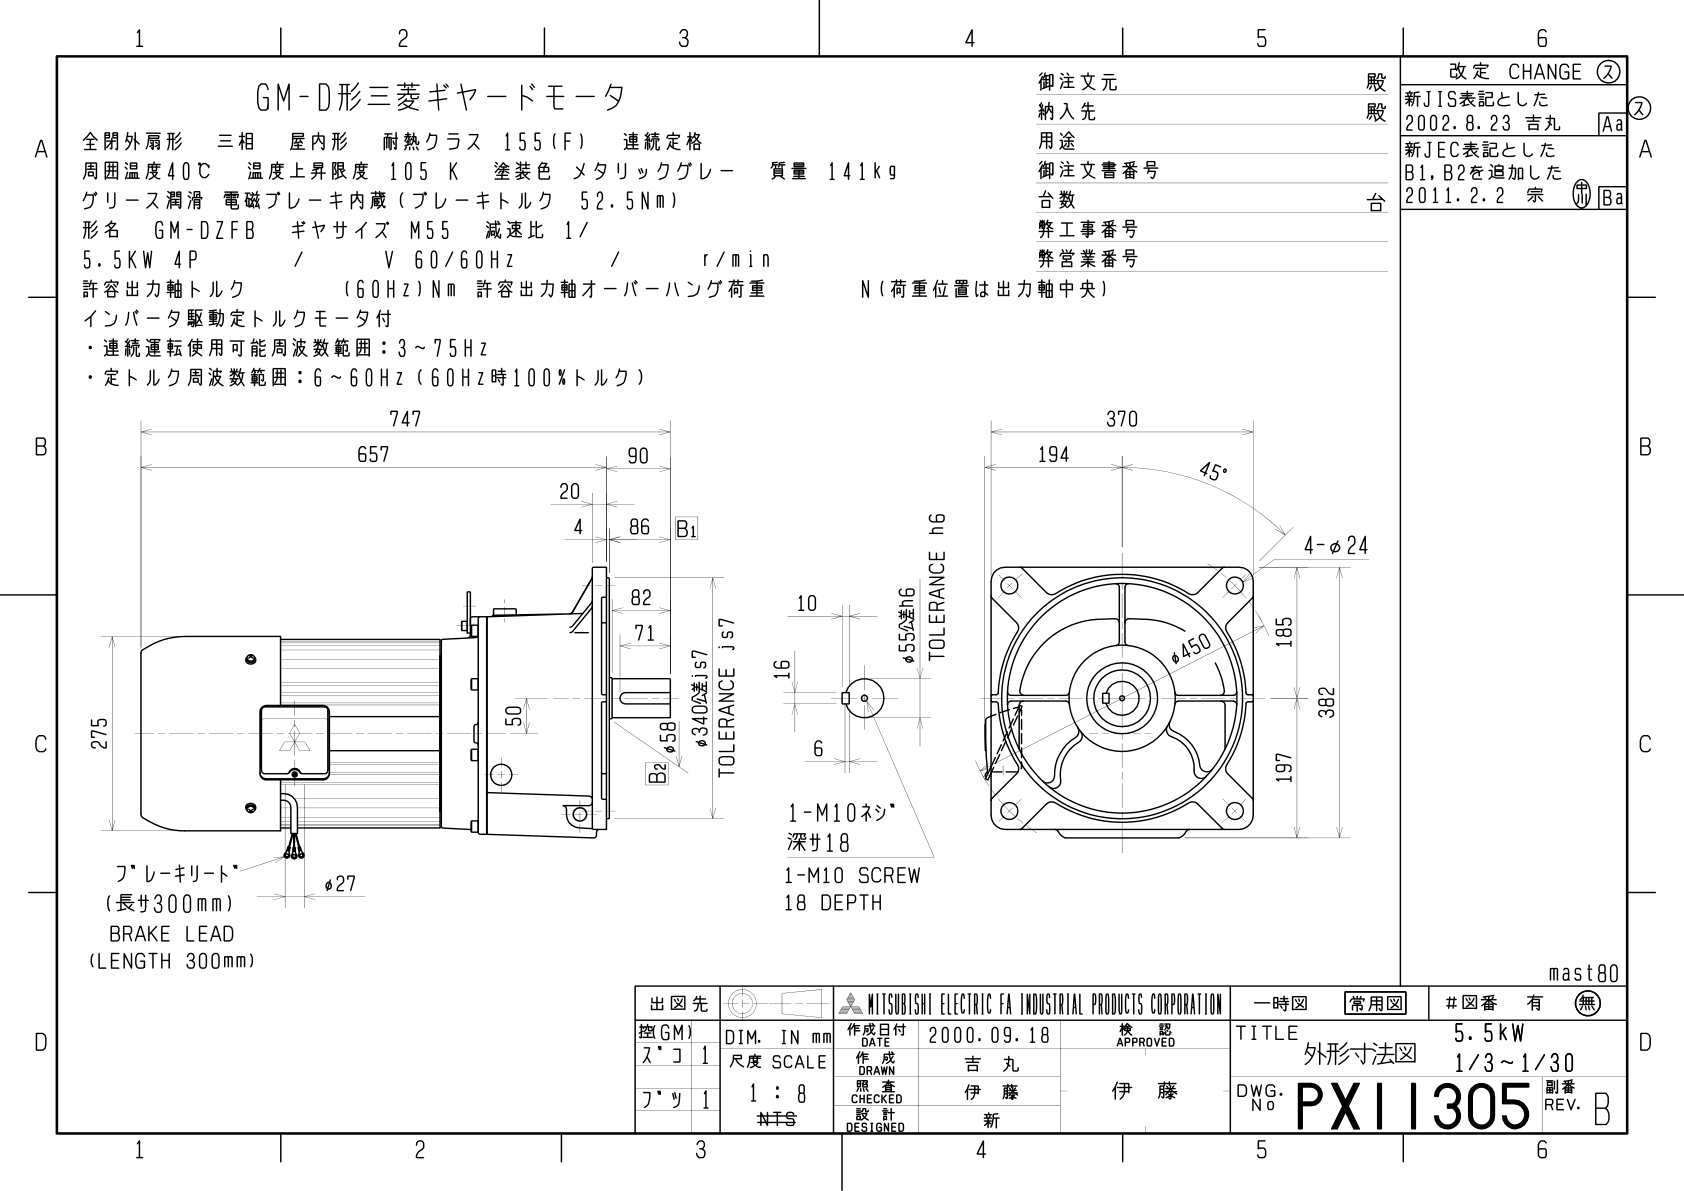 1 2 3 4 5 6
GM-D形三菱ギヤードモータ
全閉外扇形 三相 屋内形 耐熱クラス 155(F) 連続定格
周囲温度40℃ 温度上昇限度 105 K 塗装色 メタリックグレー 質量 141kg
グリース潤滑 電磁ブレーキ内蔵(ブレーキトルク 52.5Nm)
形名 GM-DZFB ギヤサイズ M55 減速比 1/
5.5KW 4P / V 60/60Hz / r/min
許容出力軸トルク (60Hz)Nm 許容出力軸オーバーハング荷重 N(荷重位置は出力軸中央)
インバータ駆動定トルクモータ付
・連続運転使用可能周波数範囲：3~75Hz
・定トルク周波数範囲：6~60Hz(60Hz時100%トルク)
御注文元 殿
納入先 殿
用途
御注文書番号
台数 台
弊工事番号
弊営業番号
改定 CHANGE ス
新JIS表記とした
2002.8.23 吉丸 Aa
ス
新JEC表記とした
B1,B2を追加した
2011.2.2 宗 Ba
A A
B B
C C
D D
747
657 90
20
4 86 B1
82
71
50
275
φ58
B2
φ340公差js7
TOLERANCE js7
ブレーキリード
(長サ300mm)
BRAKE LEAD
(LENGTH 300mm)
φ27
10
16
6
φ55公差h6
TOLERANCE h6
1-M10ネジ
深サ18
1-M10 SCREW
18 DEPTH
370
194
45°
4-φ24
φ450
185
197
382
mast80
出図先
控(GM)
スﾞコ 1
ブツ 1
MITSUBISHI ELECTRIC FA INDUSTRIAL PRODUCTS CORPORATION
DIM. IN mm
尺度 SCALE
1 : 8
NTS
作成日付
DATE
2000.09.18
作成
DRAWN
吉丸
照査
CHECKED
伊藤
設計
DESIGNED
新
検認
APPROVED
伊藤
一時図 常用図 #図番 有 無
TITLE
外形寸法図
5.5kW
1/3~1/30
DWG.
No
PX11305
副番
REV.
B
1 2 3 4 5 6